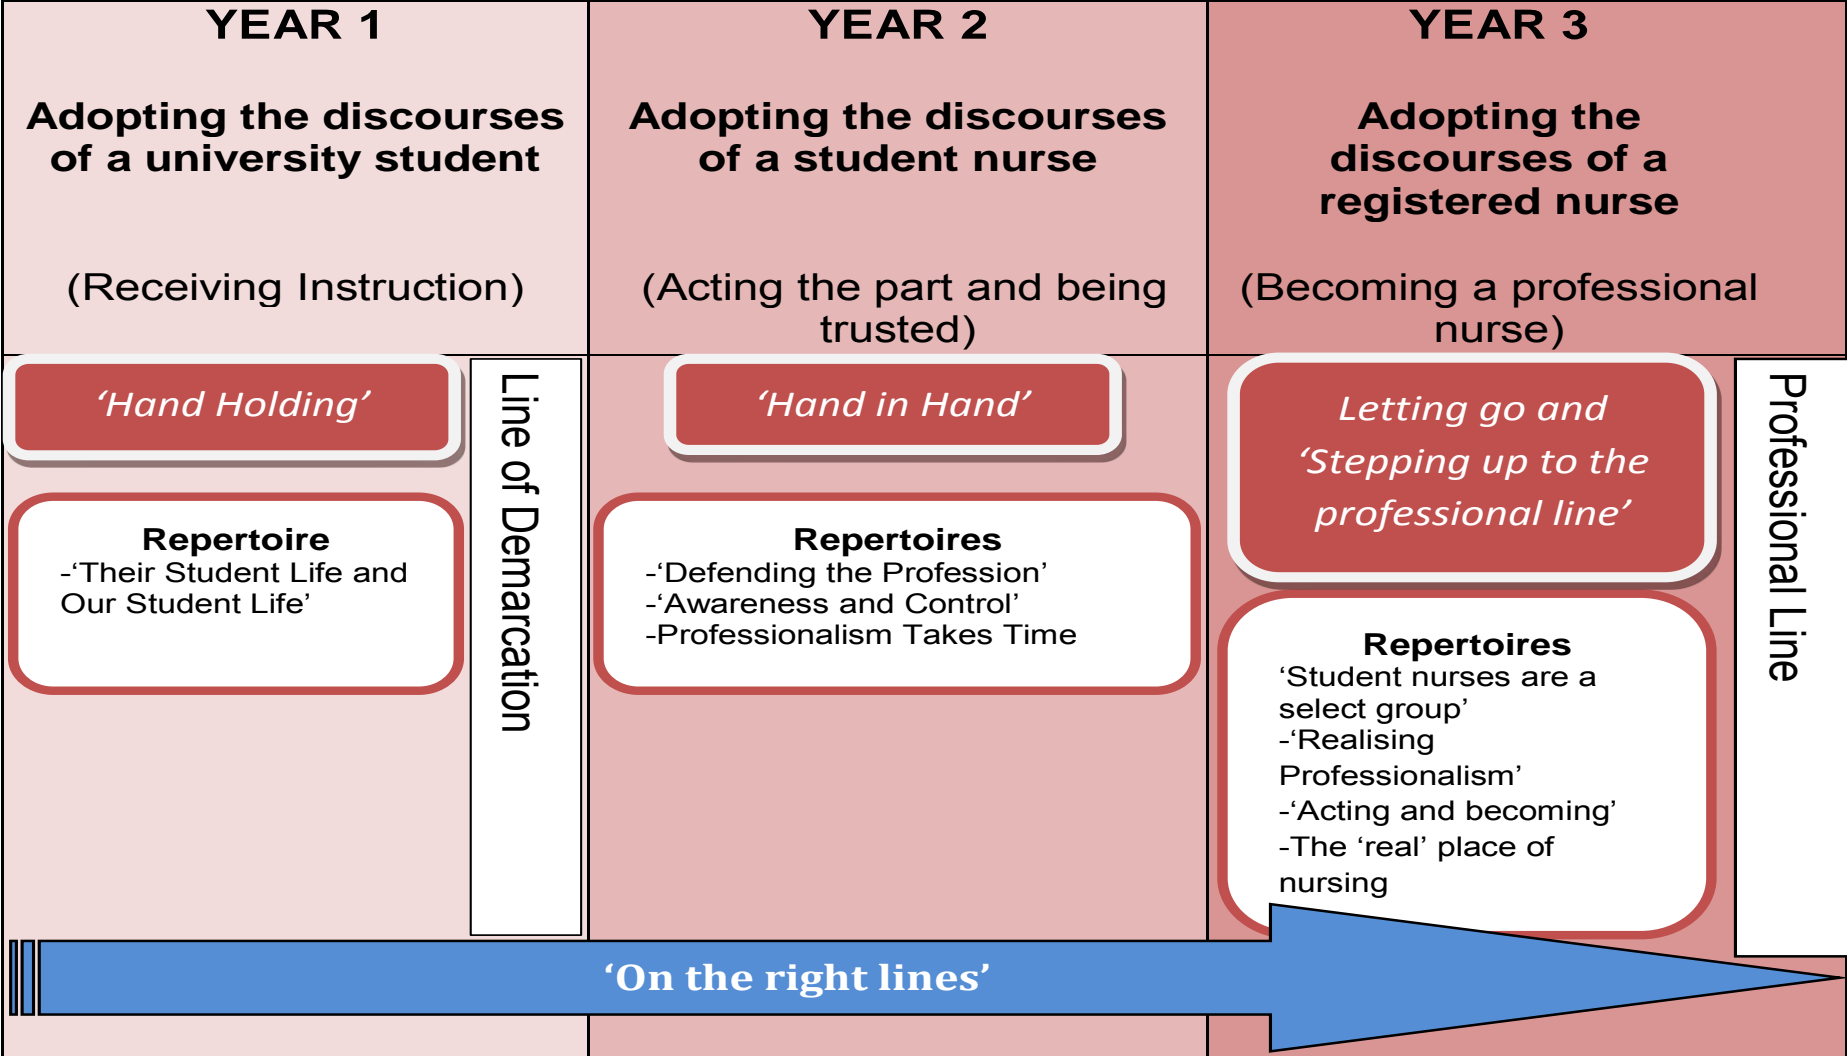 YEAR 1
Adopting the discourses
of a university student
(Receiving Instruction)
YEAR 2
Adopting the discourses
of a student nurse
(Acting the part and being
trusted)
YEAR 3
Adopting the
discourses of a
registered nurse
(Becoming a professional
nurse)
‘Hand Holding’
Repertoire
-‘Their Student Life and
Our Student Life’
Line of Demarcation
‘Hand in Hand’
Repertoires
-‘Defending the Profession’
-‘Awareness and Control’
-Professionalism Takes Time
Letting go and
‘Stepping up to the
professional line’
Repertoires
‘Student nurses are a
select group’
-‘Realising
Professionalism’
-‘Acting and becoming’
-The ‘real’ place of
nursing
Professional Line
‘On the right lines’